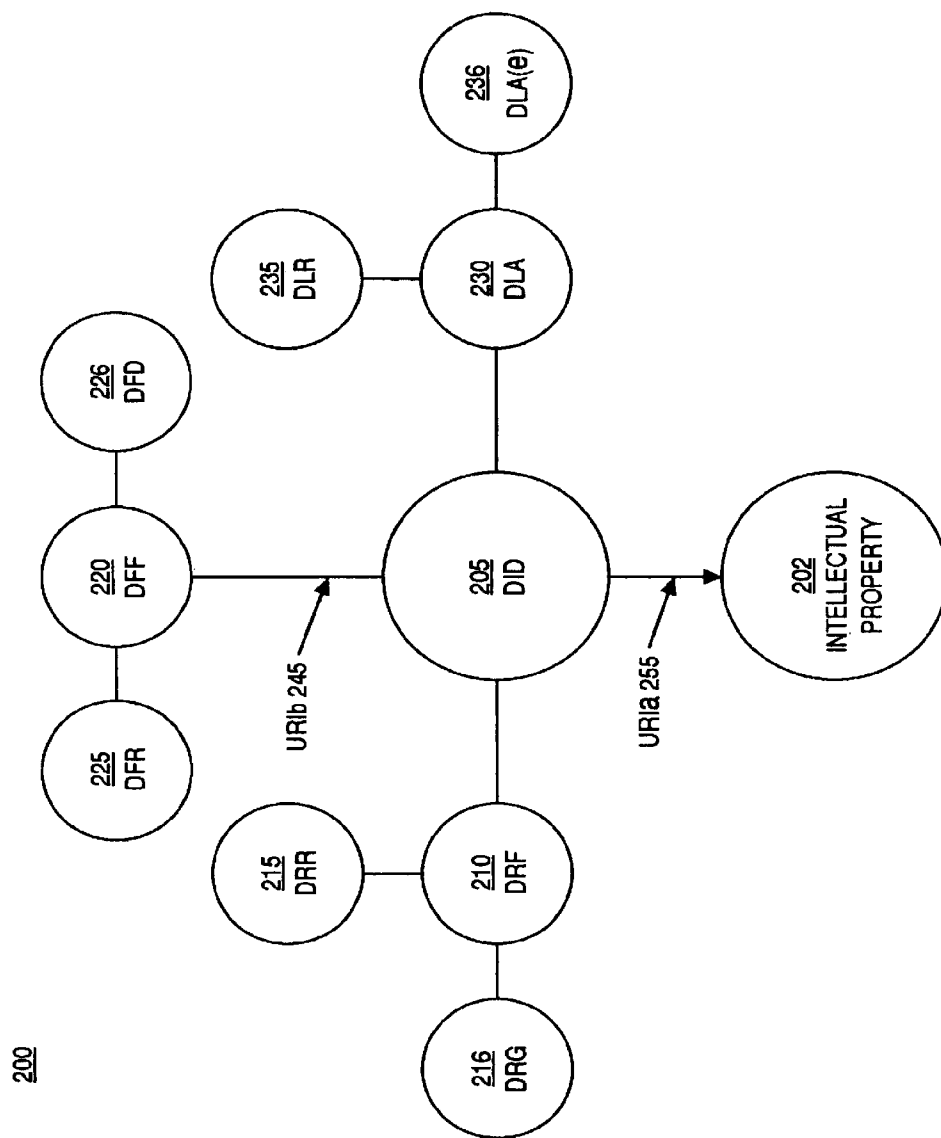 200
225
DFR
220
DFF
226
DFD
215
DRR
URIb 245
235
DLR
216
DRG
210
DRF
205
DID
230
DLA
236
DLA(e)
URIa 255
202
INTELLECTUAL
PROPERTY